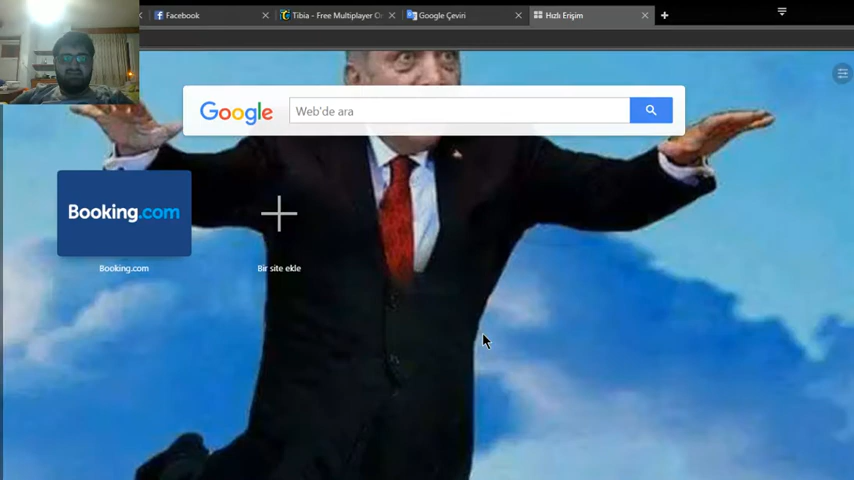 Facebook
Tibia - Free Multiplayer O
Google Çeviri
Hızlı Erişim
Google
Web'de ara
Booking.com
Booking.com
Bir site ekle